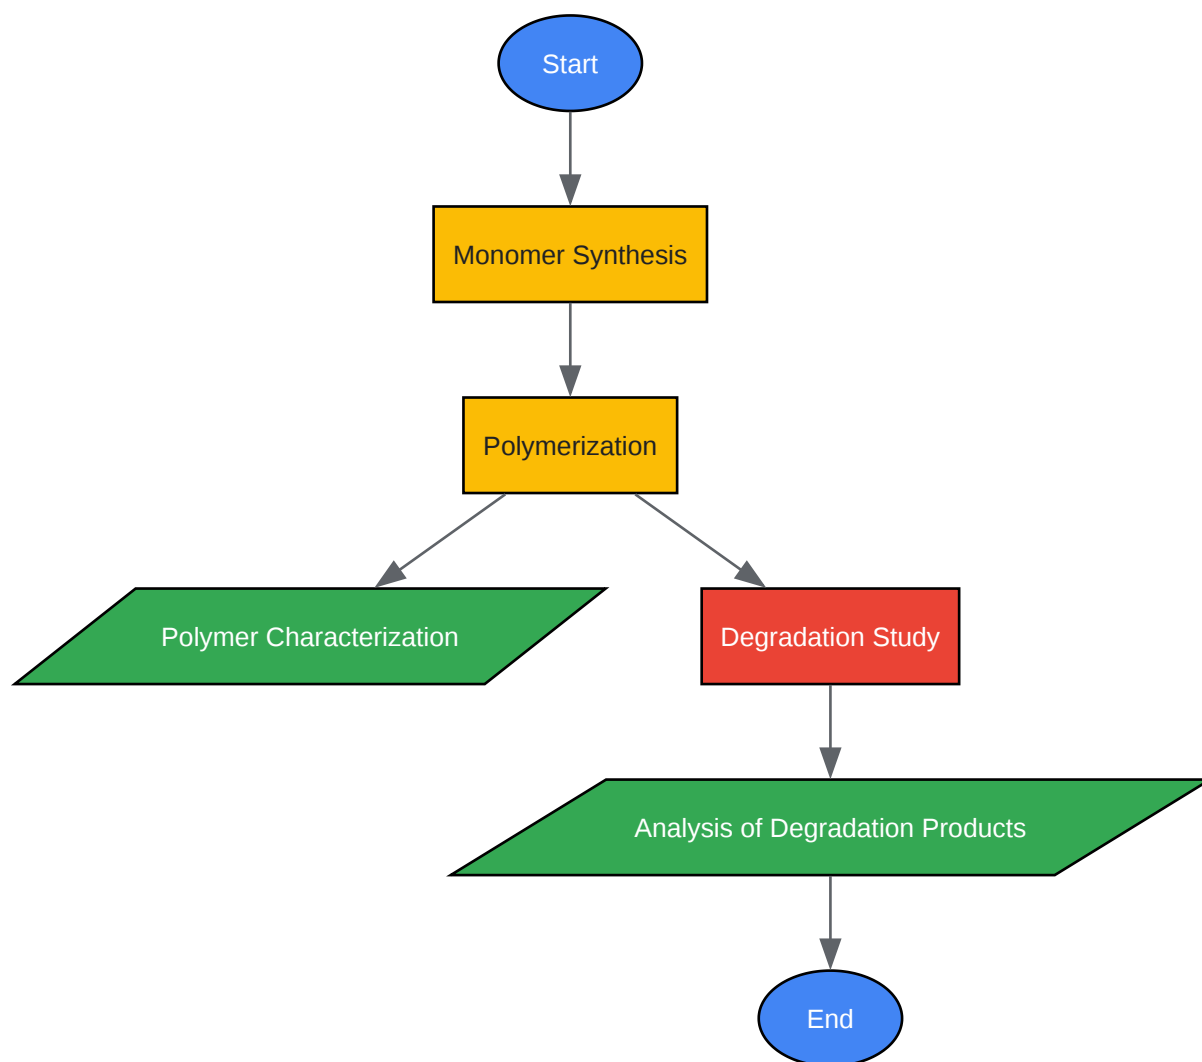 Start
Monomer Synthesis
Polymerization
Polymer Characterization
Degradation Study
Analysis of Degradation Products
End